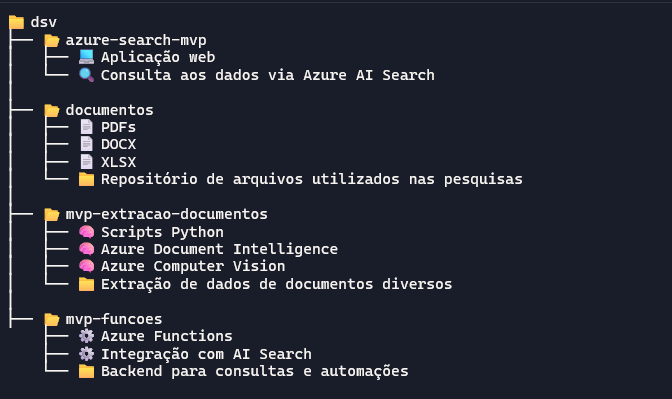 dsv
azure-search-mvp
Aplicação web
Consulta aos dados via Azure AI Search
documentos
PDFs
DOCX
XLSX
Repositório de arquivos utilizados nas pesquisas
mvp-extracao-documentos
Scripts Python
Azure Document Intelligence
Azure Computer Vision
Extração de dados de documentos diversos
mvp-funcoes
Azure Functions
Integração com AI Search
Backend para consultas e automações